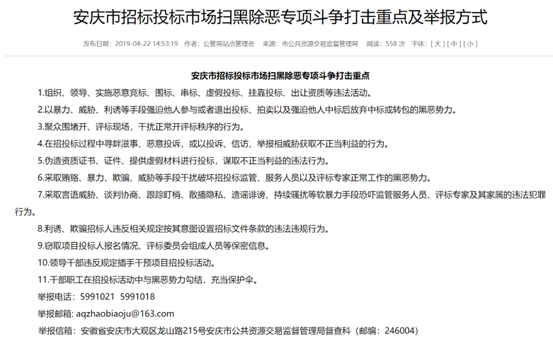 安庆市招标投标市场扫黑除恶专项斗争打击重点及举报方式
发布日期：2019-04-22 14:53:19 作者：公管局站点管理员 来源：市公共资源交易监督管理局 阅读：558 次 字体：[ 大 ] [ 中 ] [ 小 ]
安庆市招标投标市场扫黑除恶专项斗争打击重点
1.组织、领导、实施恶意竞标、围标、串标、虚假投标、挂靠投标、出让资质等违法活动。
2.以暴力、威胁、利诱等手段强迫他人参与或者退出投标、拍卖以及强迫他人中标后放弃中标或转包的黑恶势力。
3.聚众围堵开、评标现场，干扰正常开评标秩序的行为。
4.在招投标过程中寻衅滋事、恶意投诉，或以投诉、信访、举报相威胁获取不正当利益的行为。
5.伪造资质证书、证件、提供虚假材料进行投标，谋取不正当利益的违法行为。
6.采取贿赂、暴力、欺骗、威胁等手段干扰破坏招投标监管、服务人员以及评标专家正常工作的黑恶势力。
7.采取言语威胁、谈判协商、跟踪盯梢、散播隐私、造谣诽谤、持续骚扰等软暴力手段恐吓监管服务人员、评标专家及其家属的违法犯罪
行为。
8.利诱、欺骗招标人违反相关规定按其意图设置招标文件条款的违法违规行为。
9.窃取项目投标人报名情况、评标委员会组成人员等保密信息。
10.领导干部违反规定插手干预项目招投标活动。
11.干部职工在招投标活动中与黑恶势力勾结，充当保护伞。
举报电话：5991021 5991018
举报邮箱: aqzhaobiaoju@163.com
举报信箱：安徽省安庆市大观区龙山路215号安庆市公共资源交易监督管理局督查科（邮编：246004）